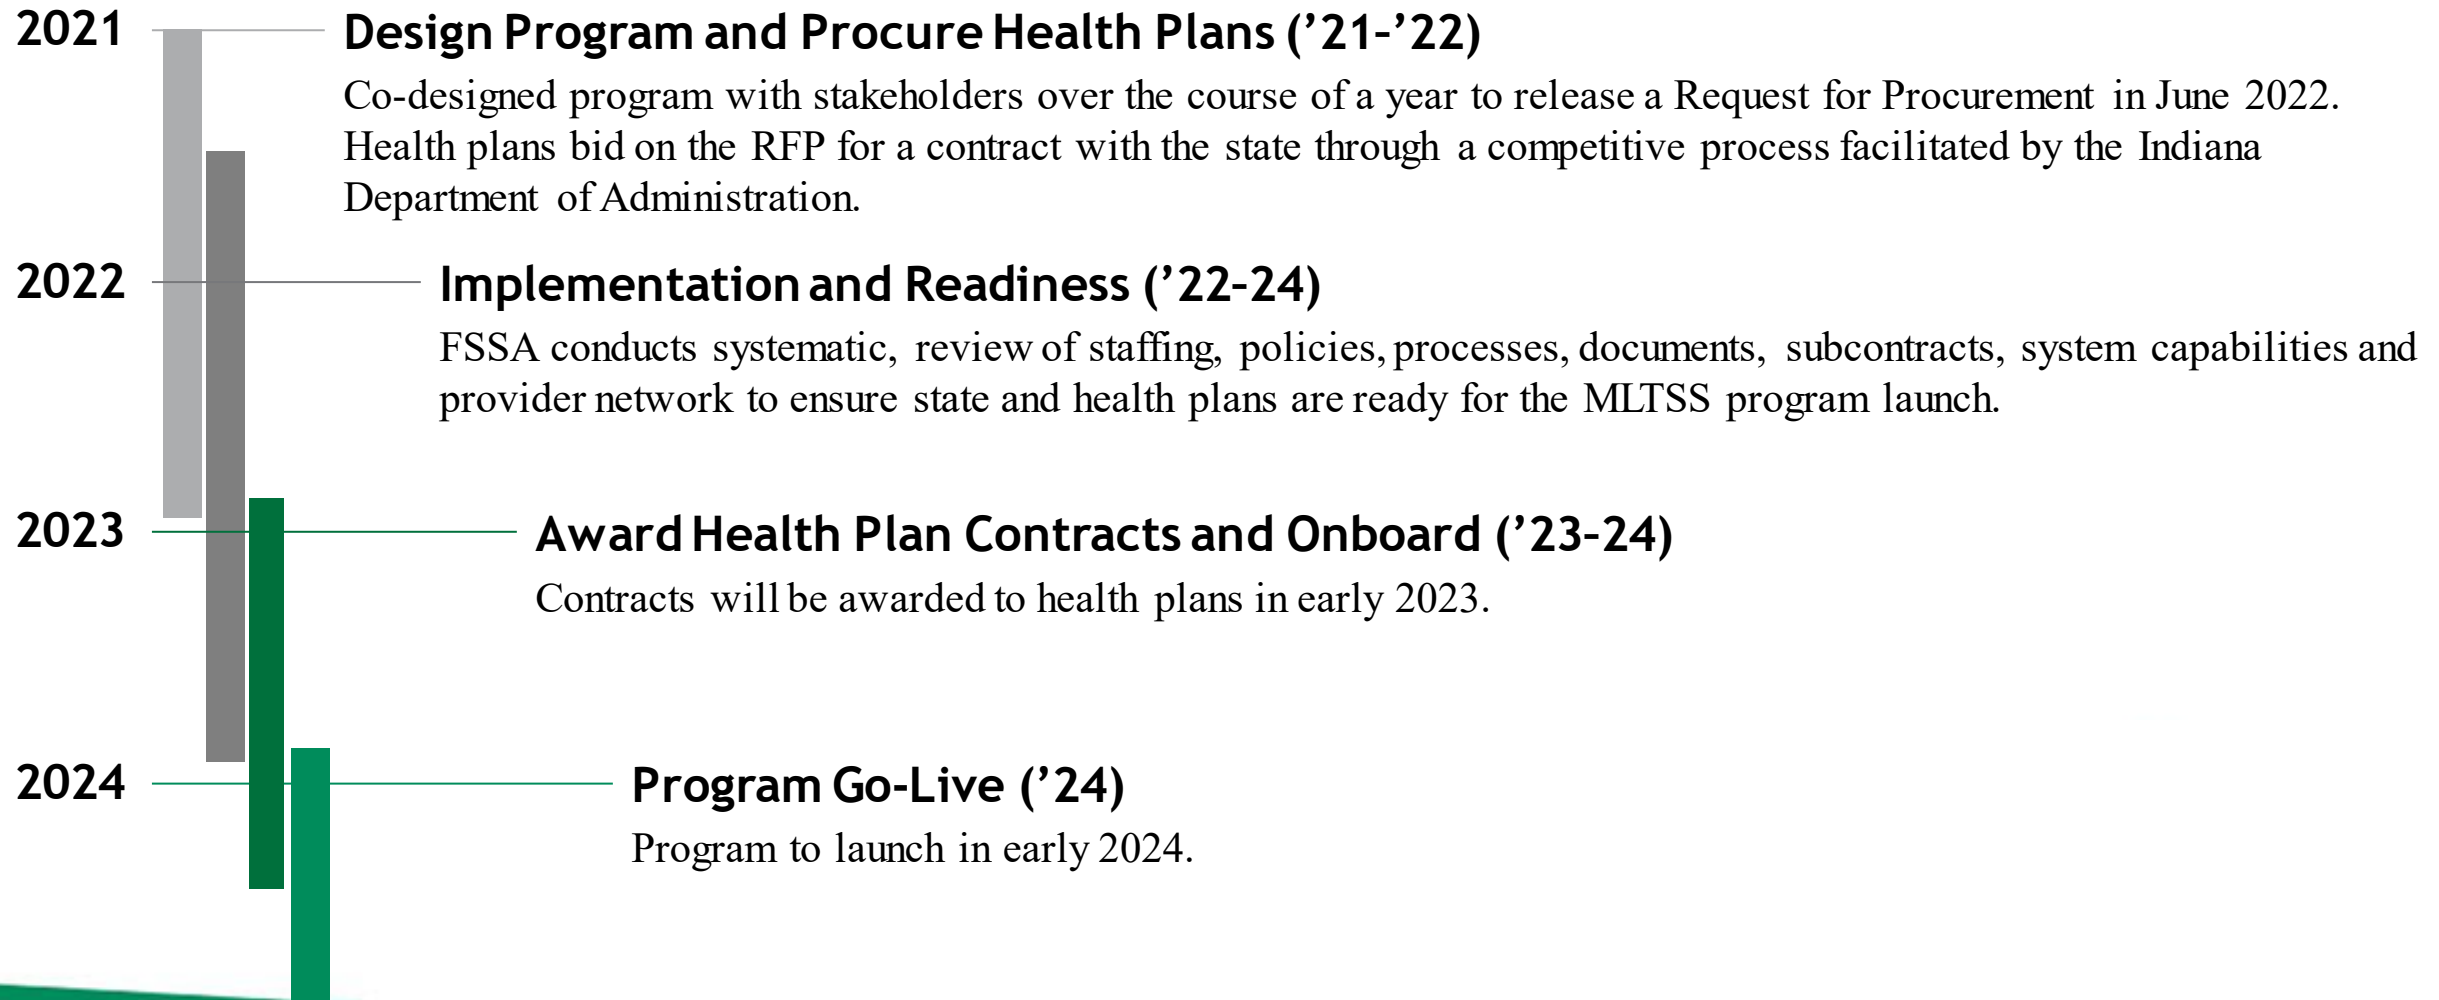 2021
Design Program and Procure Health Plans (’21–’22)
Co-designed program with stakeholders over the course of a year to release a Request for Procurement in June 2022.
Health plans bid on the RFP for a contract with the state through a competitive process facilitated by the Indiana
Department of Administration.
2022
Implementation and Readiness (’22–24)
FSSA conducts systematic, review of staffing, policies, processes, documents, subcontracts, system capabilities and
provider network to ensure state and health plans are ready for the MLTSS program launch.
2023
Award Health Plan Contracts and Onboard (’23–24)
Contracts will be awarded to health plans in early 2023.
2024
Program Go-Live (’24)
Program to launch in early 2024.